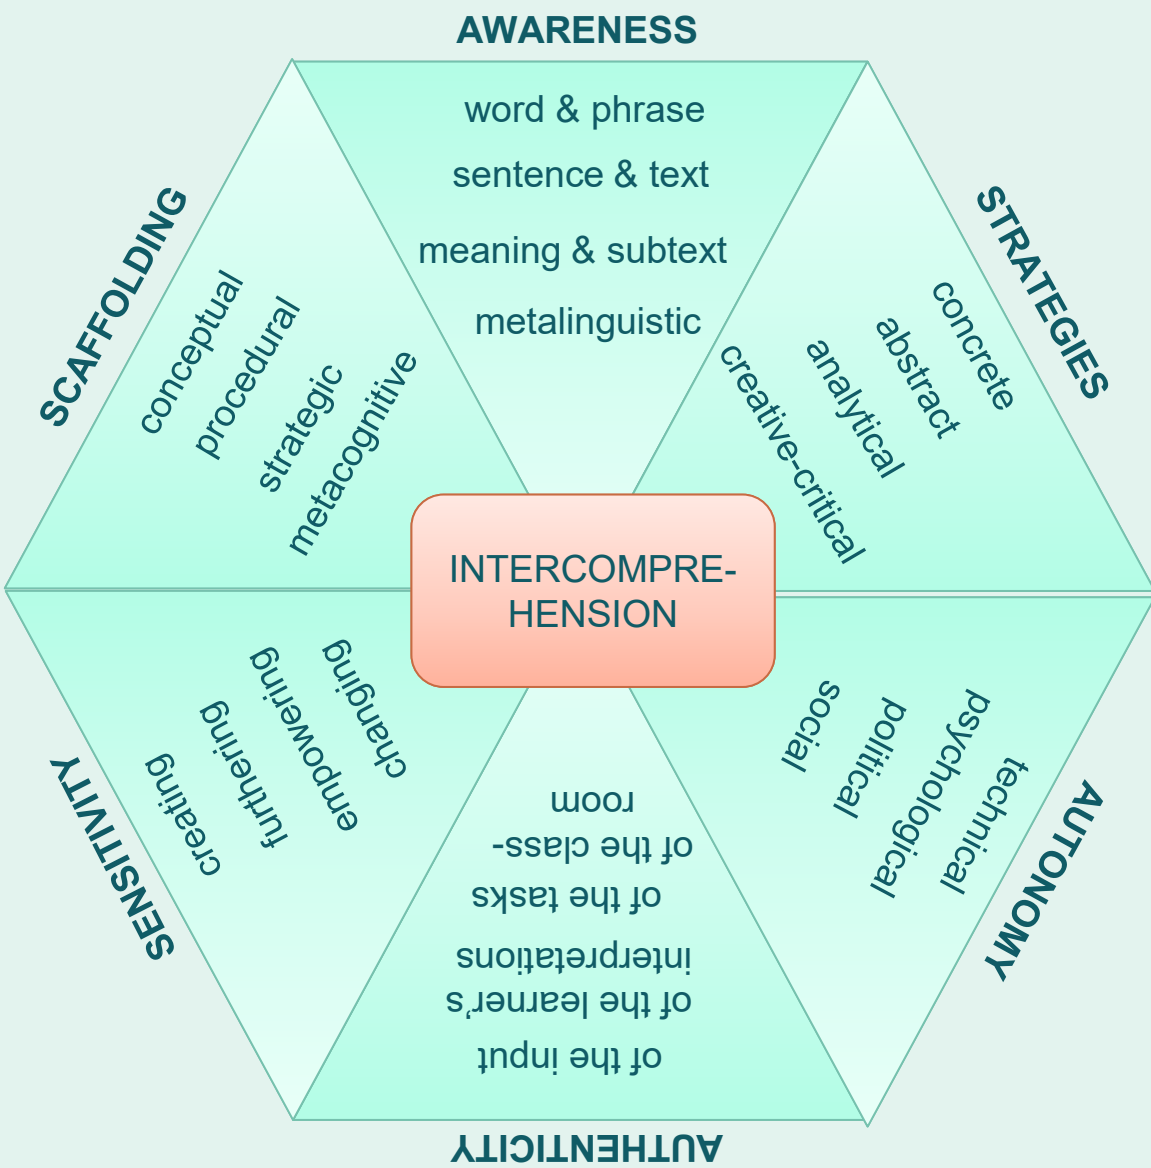 AWARENESS
word & phrase
sentence & text
meaning & subtext
metalinguistic
STRATEGIES
concrete
abstract
analytical
creative-critical
AUTONOMY
technical
psychological
political
social
AUTHENTICITY
of the input
of the learner’s
interpretations
of the tasks
of the class-
room
SENSITIVITY
creating
furthering
empowering
changing
SCAFFOLDING
conceptual
procedural
strategic
metacognitive
INTERCOMPRE-
HENSION